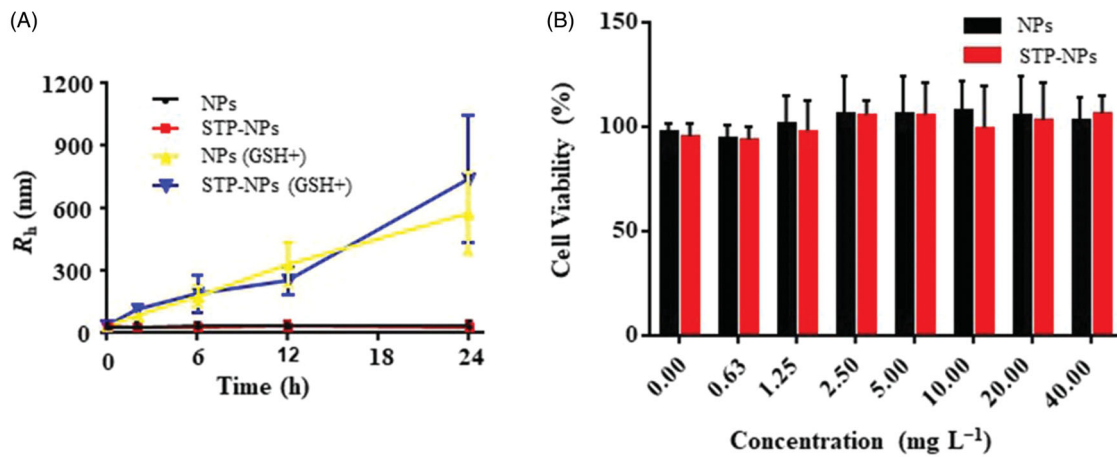 (A)
1200
900
600
300
0
R_h (nm)
NPs
STP-NPs
NPs (GSH+)
STP-NPs (GSH+)
0 6 12 18 24
Time (h)
(B)
150
100
50
0
Cell Viability (%)
NPs
STP-NPs
0.00 0.63 1.25 2.50 5.00 10.00 20.00 40.00
Concentration (mg L⁻¹)